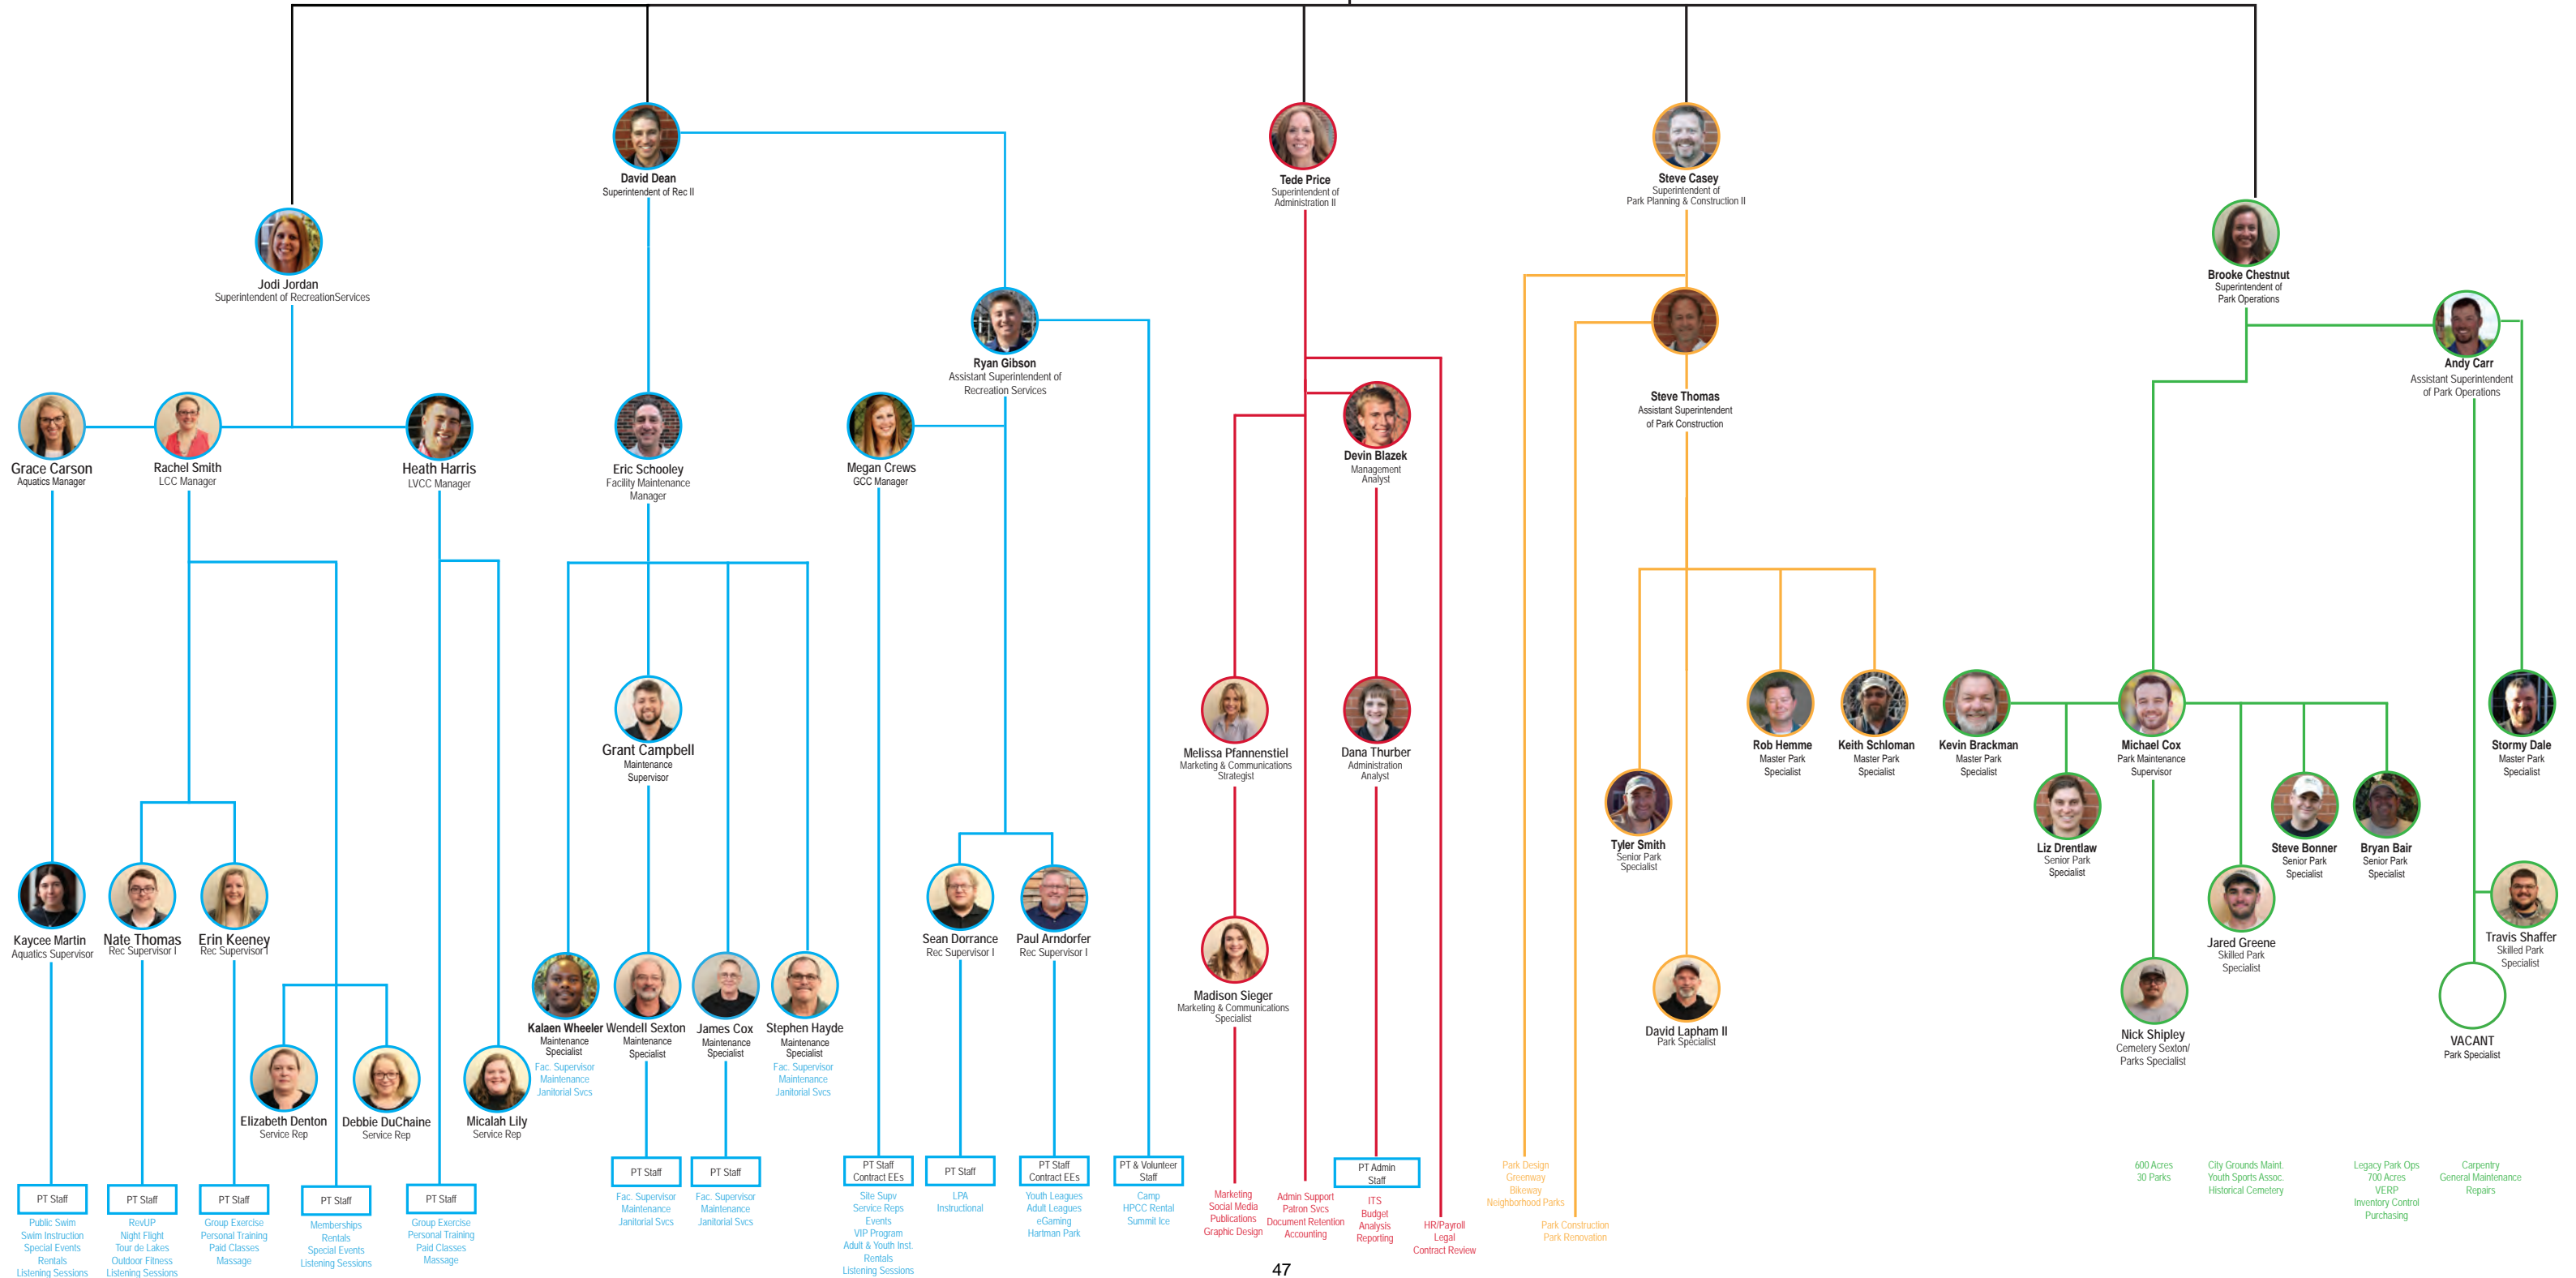 David Dean
Superintendent of Rec II
Tede Price
Superintendent of
Administration II
Steve Casey
Superintendent of
Park Planning & Construction II
Jodi Jordan
Superintendent of RecreationServices
Brooke Chestnut
Superintendent of
Park Operations
Ryan Gibson
Assistant Superintendent of
Recreation Services
Andy Carr
Assistant Superintendent
of Park Operations
Steve Thomas
Assistant Superintendent
of Park Construction
Grace Carson
Aquatics Manager
Rachel Smith
LCC Manager
Heath Harris
LVCC Manager
Eric Schooley
Facility Maintenance
Manager
Megan Crews
GCC Manager
Devin Blazek
Management
Analyst
Grant Campbell
Maintenance
Supervisor
Melissa Pfannenstiel
Marketing & Communications
Strategist
Dana Thurber
Administration
Analyst
Rob Hemme
Master Park
Specialist
Keith Schloman
Master Park
Specialist
Kevin Brackman
Master Park
Specialist
Michael Cox
Park Maintenance
Supervisor
Stormy Dale
Master Park
Specialist
Tyler Smith
Senior Park
Specialist
Liz Drentlaw
Senior Park
Specialist
Steve Bonner
Senior Park
Specialist
Bryan Bair
Senior Park
Specialist
Kaycee Martin
Aquatics Supervisor
Nate Thomas
Rec Supervisor I
Erin Keeney
Rec Supervisor I
Sean Dorrance
Rec Supervisor I
Paul Arndorfer
Rec Supervisor I
Jared Greene
Skilled Park
Specialist
Travis Shaffer
Skilled Park
Specialist
Madison Sieger
Marketing & Communications
Specialist
Kalaen Wheeler
Maintenance
Specialist
Fac. Supervisor
Maintenance
Janitorial Svcs
Wendell Sexton
Maintenance
Specialist
James Cox
Maintenance
Specialist
Stephen Hayde
Maintenance
Specialist
Fac. Supervisor
Maintenance
Janitorial Svcs
David Lapham II
Park Specialist
Nick Shipley
Cemetery Sexton/
Parks Specialist
VACANT
Park Specialist
Elizabeth Denton
Service Rep
Debbie DuChaine
Service Rep
Micalah Lily
Service Rep
PT Staff
Public Swim
Swim Instruction
Special Events
Rentals
Listening Sessions
PT Staff
RevUP
Night Flight
Tour de Lakes
Outdoor Fitness
Listening Sessions
PT Staff
Group Exercise
Personal Training
Paid Classes
Massage
PT Staff
Memberships
Rentals
Special Events
Listening Sessions
PT Staff
Group Exercise
Personal Training
Paid Classes
Massage
PT Staff
Fac. Supervisor
Maintenance
Janitorial Svcs
PT Staff
Fac. Supervisor
Maintenance
Janitorial Svcs
PT Staff
Contract EEs
Site Supv
Service Reps
Events
VIP Program
Adult & Youth Inst.
Rentals
Listening Sessions
PT Staff
LPA
Instructional
PT Staff
Contract EEs
Youth Leagues
Adult Leagues
eGaming
Hartman Park
PT & Volunteer
Staff
Camp
HPCC Rental
Summit Ice
Marketing
Social Media
Publications
Graphic Design
Admin Support
Patron Svcs
Document Retention
Accounting
PT Admin
Staff
ITS
Budget
Analysis
Reporting
HR/Payroll
Legal
Contract Review
Park Design
Greenway
Bikeway
Neighborhood Parks
Park Construction
Park Renovation
600 Acres
30 Parks
City Grounds Maint.
Youth Sports Assoc.
Historical Cemetery
Legacy Park Ops
700 Acres
VERP
Inventory Control
Purchasing
Carpentry
General Maintenance
Repairs
47